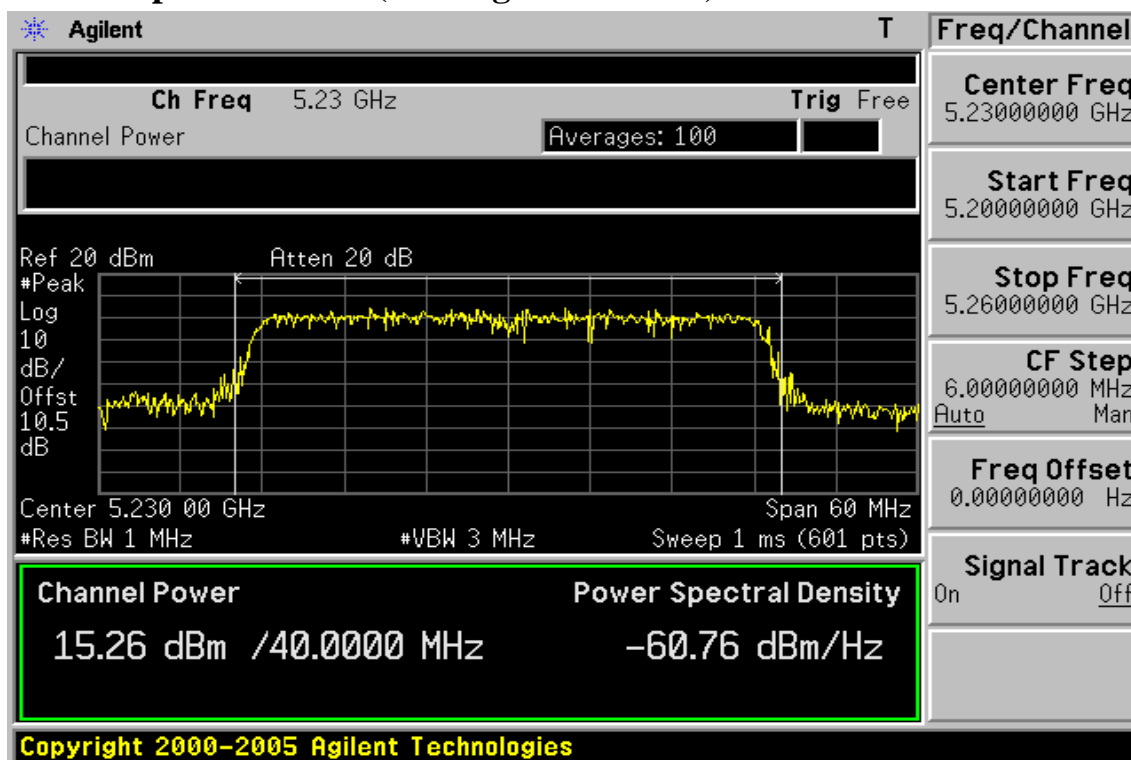 Agilent T Freq/Channel
Ch Freq 5.23 GHz Trig Free
Channel Power Averages: 100
Ref 20 dBm Atten 20 dB
#Peak
Log
10
dB/
Offst
10.5
dB
Center 5.230 00 GHz Span 60 MHz
#Res BW 1 MHz #VBW 3 MHz Sweep 1 ms (601 pts)
Channel Power Power Spectral Density
15.26 dBm /40.0000 MHz -60.76 dBm/Hz
Copyright 2000-2005 Agilent Technologies
Center Freq
5.23000000 GHz
Start Freq
5.20000000 GHz
Stop Freq
5.26000000 GHz
CF Step
6.00000000 MHz
Auto Man
Freq Offset
0.00000000 Hz
Signal Track
On Off